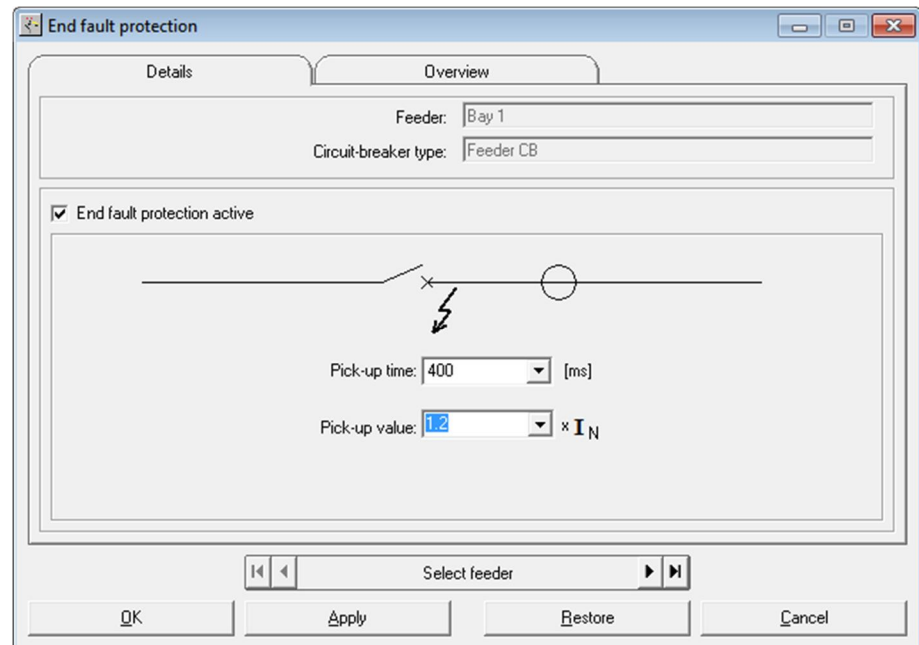 End fault protection
Details Overview
Feeder: Bay 1
Circuit-breaker type: Feeder CB
End fault protection active
Pick-up time: 400 [ms]
Pick-up value: 1.2 × I N
Select feeder
OK Apply Restore Cancel